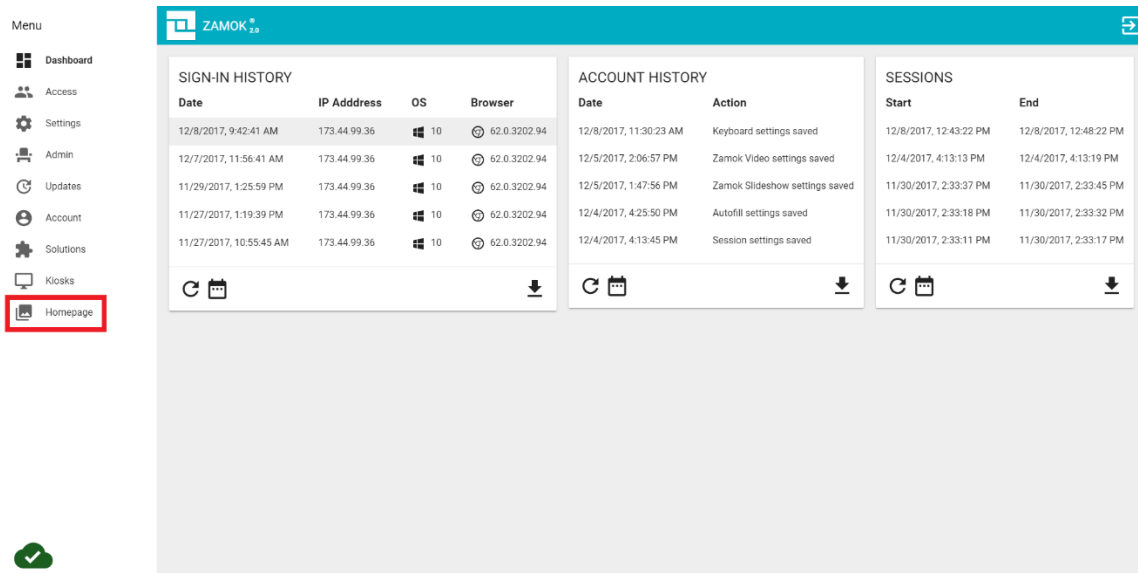 Menu
Dashboard
Access
Settings
Admin
Updates
Account
Solutions
Kiosks
Homepage
ZAMOK ® 2.0
SIGN-IN HISTORY
Date IP Adddress OS Browser
12/8/2017, 9:42:41 AM 173.44.99.36 10 62.0.3202.94
12/7/2017, 11:56:41 AM 173.44.99.36 10 62.0.3202.94
11/29/2017, 1:25:59 PM 173.44.99.36 10 62.0.3202.94
11/27/2017, 1:19:39 PM 173.44.99.36 10 62.0.3202.94
11/27/2017, 10:55:45 AM 173.44.99.36 10 62.0.3202.94
ACCOUNT HISTORY
Date Action
12/8/2017, 11:30:23 AM Keyboard settings saved
12/5/2017, 2:06:57 PM Zamok Video settings saved
12/5/2017, 1:47:56 PM Zamok Slideshow settings saved
12/4/2017, 4:25:50 PM Autofill settings saved
12/4/2017, 4:13:45 PM Session settings saved
SESSIONS
Start End
12/8/2017, 12:43:22 PM 12/8/2017, 12:48:22 PM
12/4/2017, 4:13:13 PM 12/4/2017, 4:13:19 PM
11/30/2017, 2:33:37 PM 11/30/2017, 2:33:45 PM
11/30/2017, 2:33:18 PM 11/30/2017, 2:33:32 PM
11/30/2017, 2:33:11 PM 11/30/2017, 2:33:17 PM